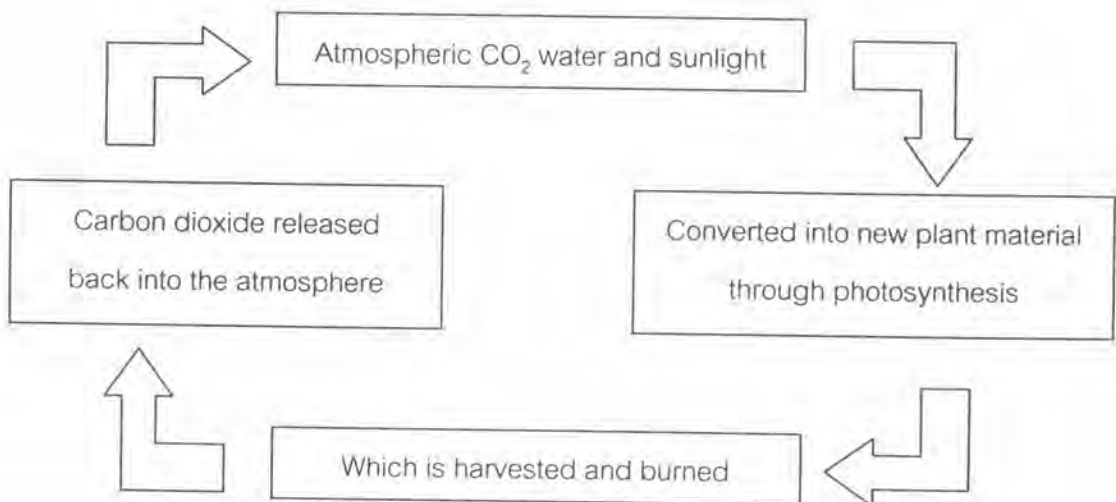 Atmospheric CO₂ water and sunlight
Converted into new plant material
through photosynthesis
Which is harvested and burned
Carbon dioxide released
back into the atmosphere